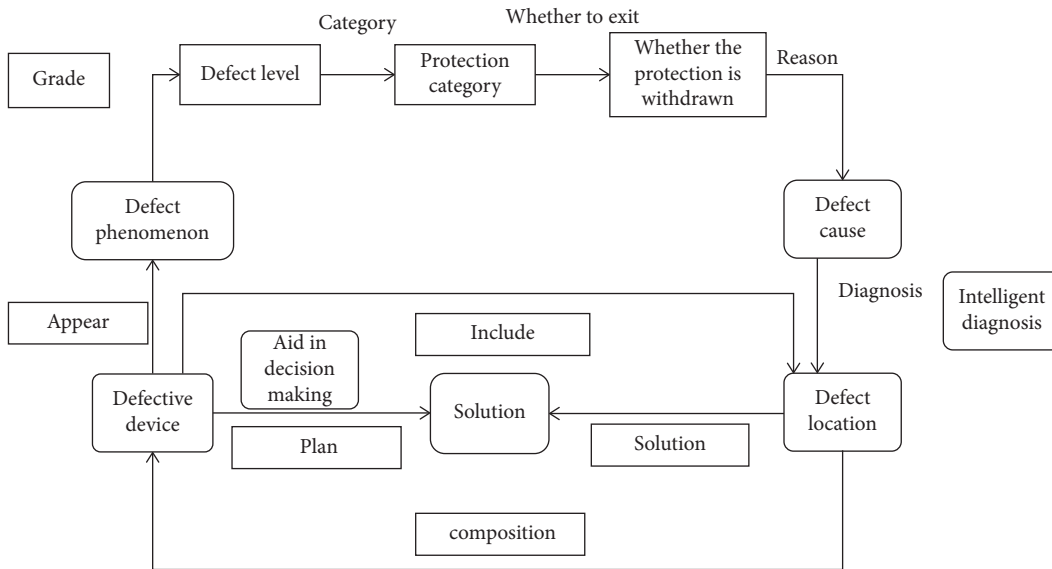 Category
Whether to exit
Grade
Defect level
Protection
category
Whether the
protection is
withdrawn
Reason
Defect
phenomenon
Defect
cause
Appear
Diagnosis
Intelligent
diagnosis
Include
Aid in
decision
making
Defective
device
Solution
Defect
location
Plan
Solution
composition